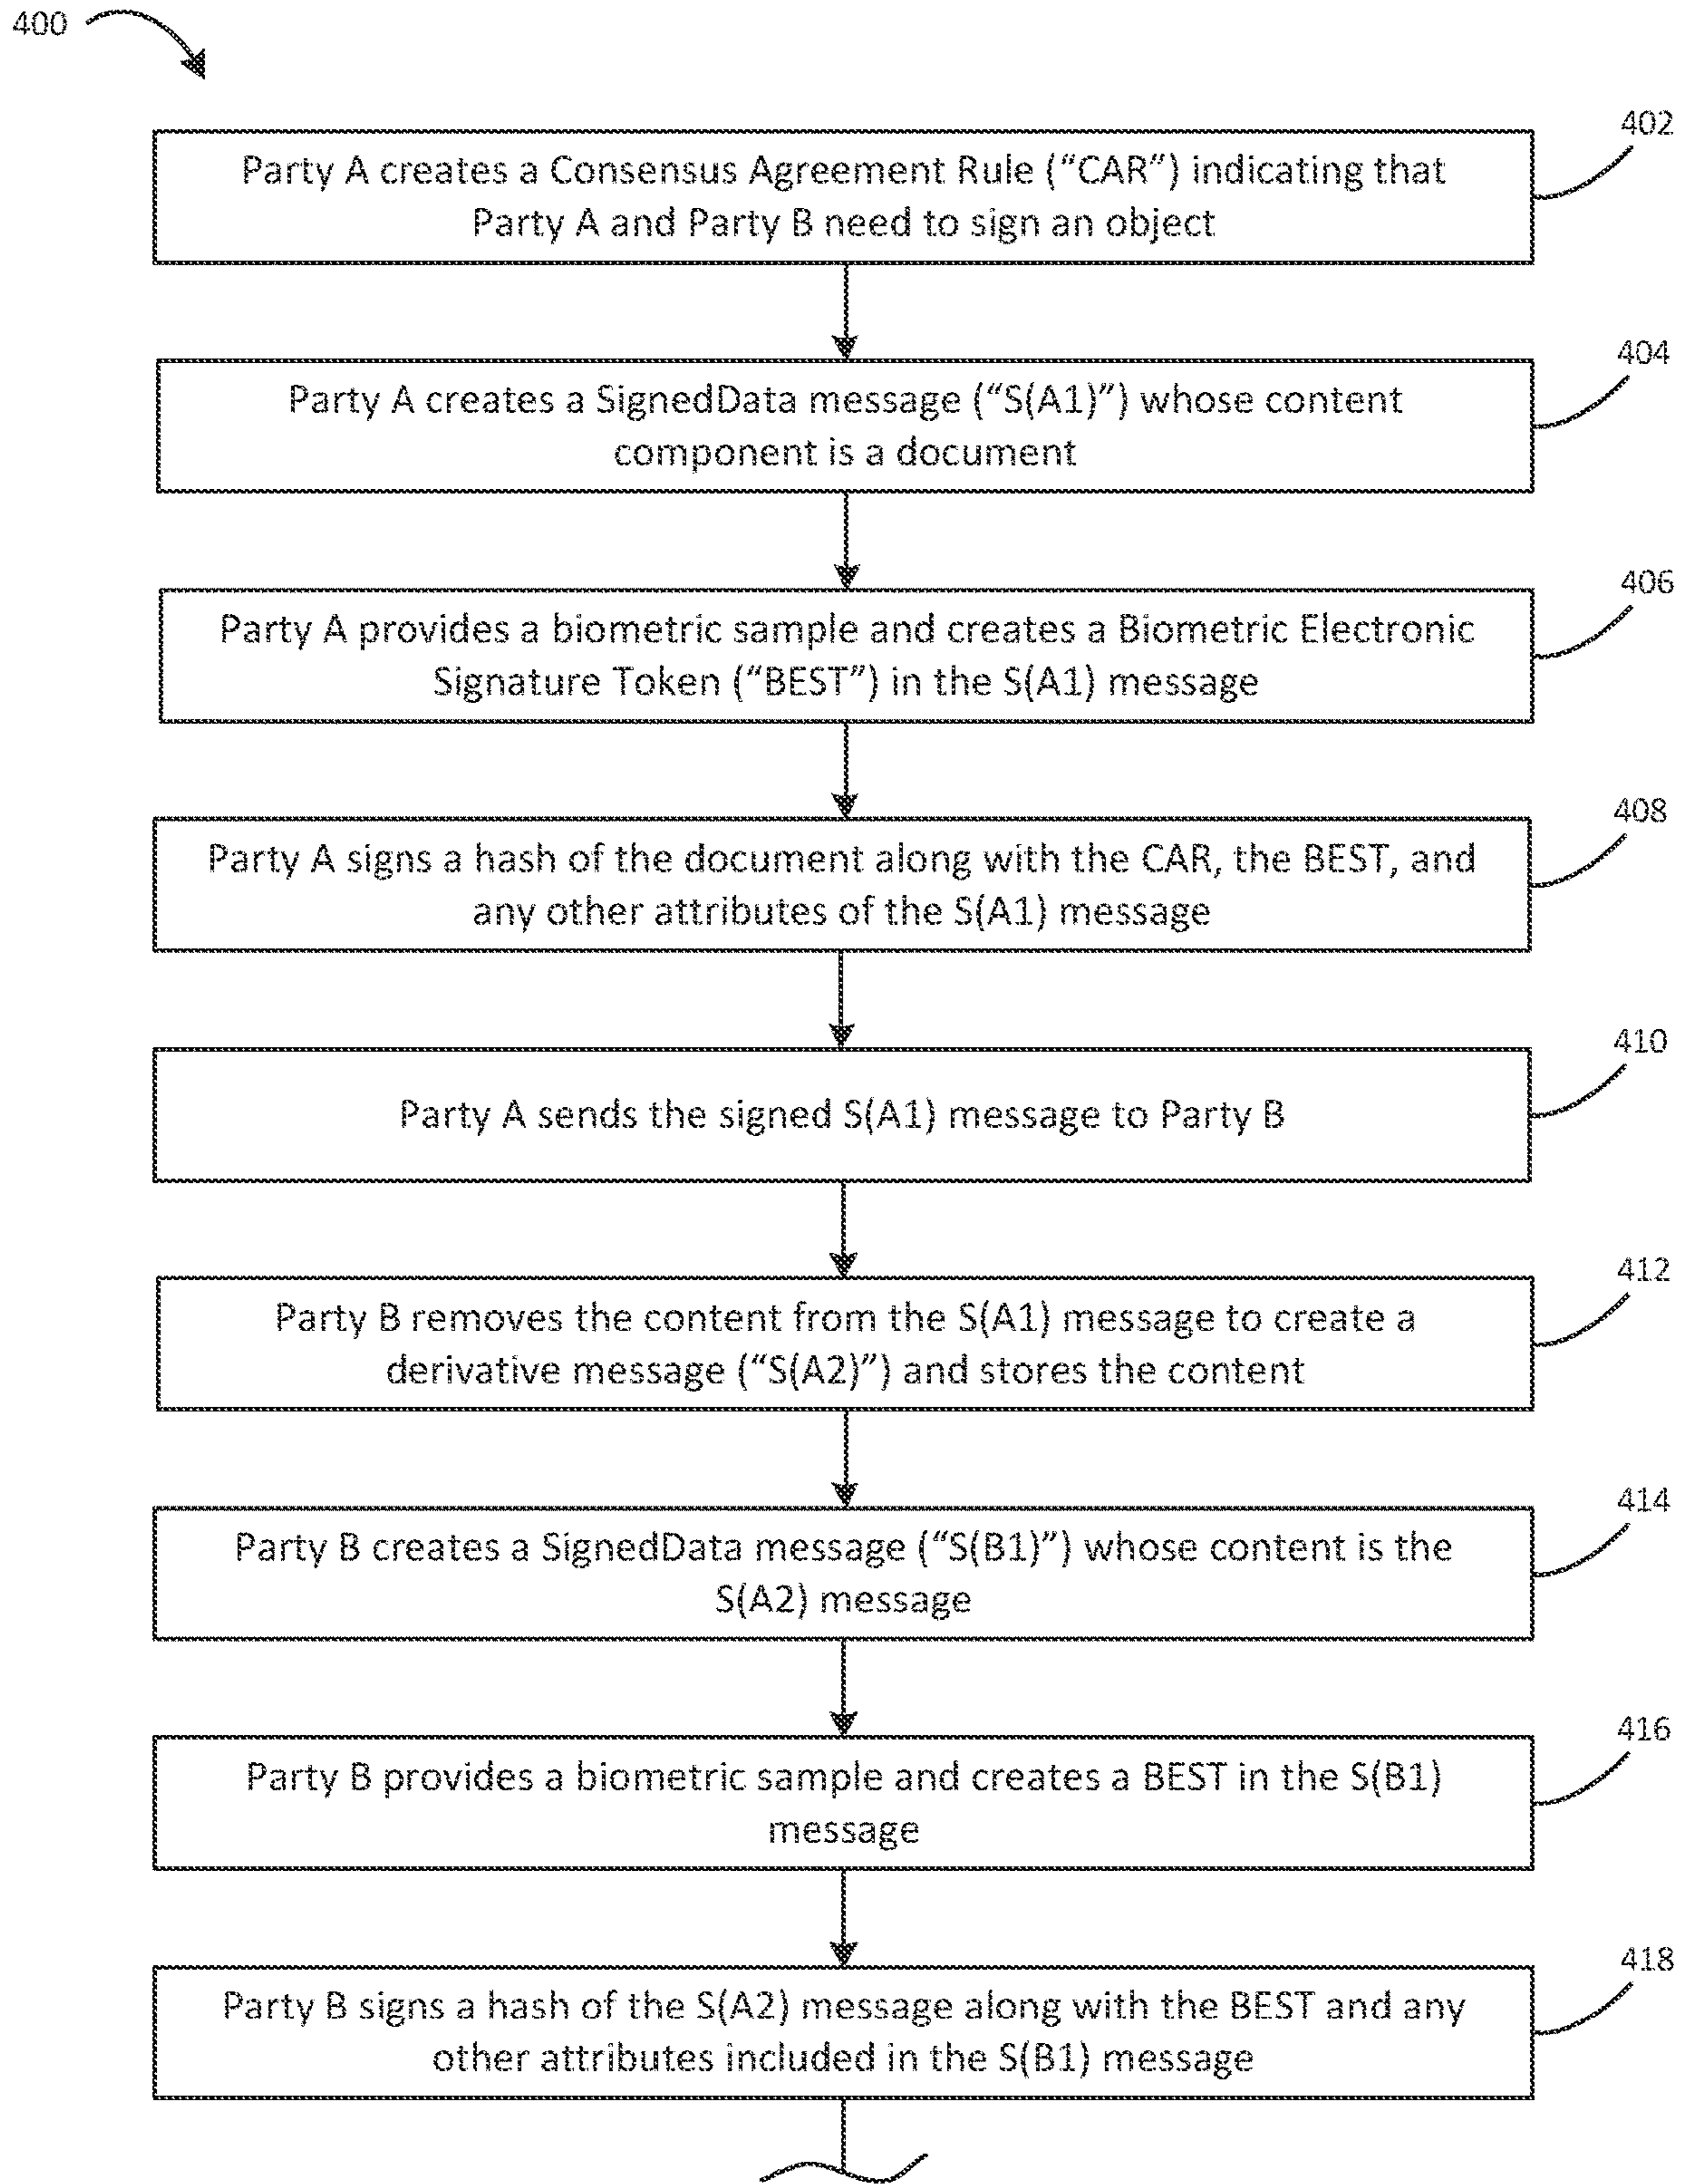 400
402
Party A creates a Consensus Agreement Rule (“CAR”) indicating that
Party A and Party B need to sign an object
404
Party A creates a SignedData message (“S(A1)”) whose content
component is a document
406
Party A provides a biometric sample and creates a Biometric Electronic
Signature Token (“BEST”) in the S(A1) message
408
Party A signs a hash of the document along with the CAR, the BEST, and
any other attributes of the S(A1) message
410
Party A sends the signed S(A1) message to Party B
412
Party B removes the content from the S(A1) message to create a
derivative message (“S(A2)”) and stores the content
414
Party B creates a SignedData message (“S(B1)”) whose content is the
S(A2) message
416
Party B provides a biometric sample and creates a BEST in the S(B1)
message
418
Party B signs a hash of the S(A2) message along with the BEST and any
other attributes included in the S(B1) message